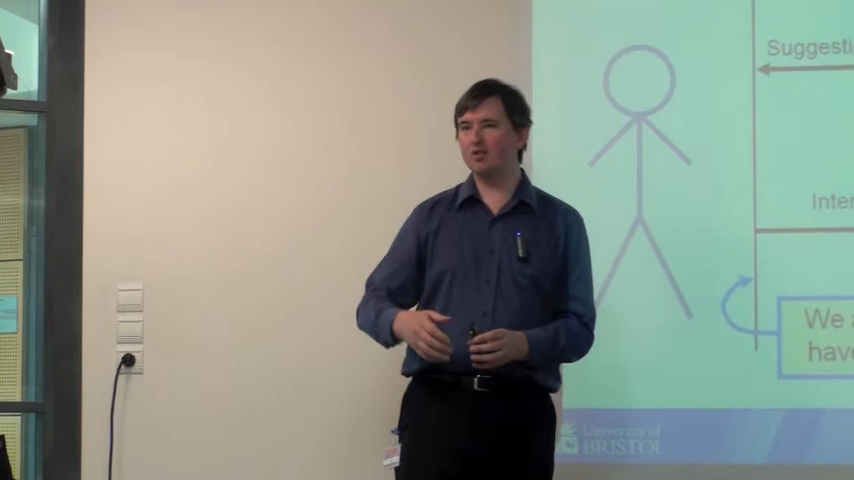 Suggesti
Inter
We a
have
University of
BRISTOL